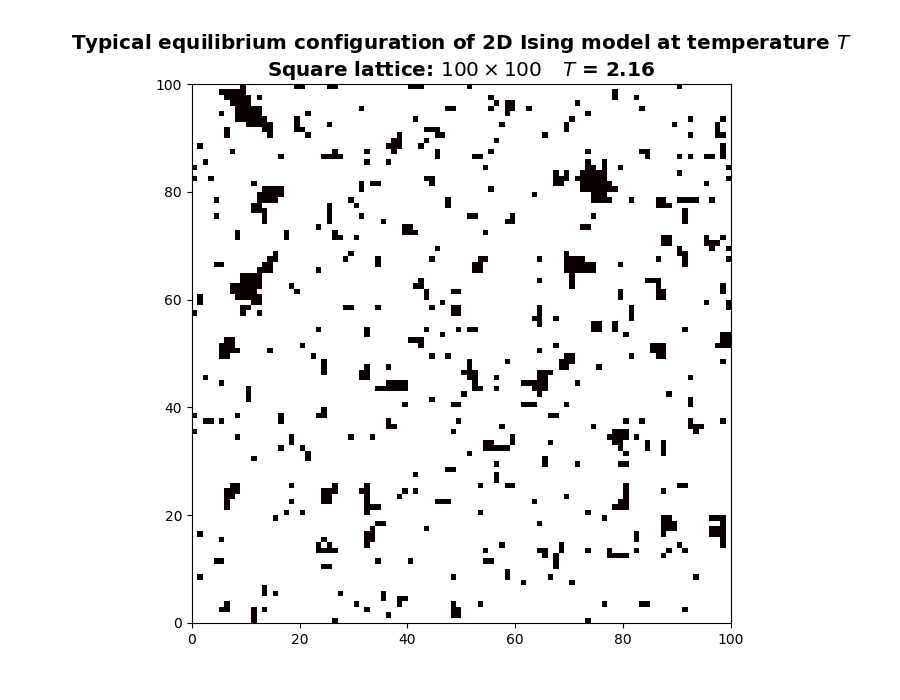 Typical equilibrium configuration of 2D Ising model at temperature T
Square lattice: 100 × 100 T = 2.16
100
80
60
40
20
0
0 20 40 60 80 100